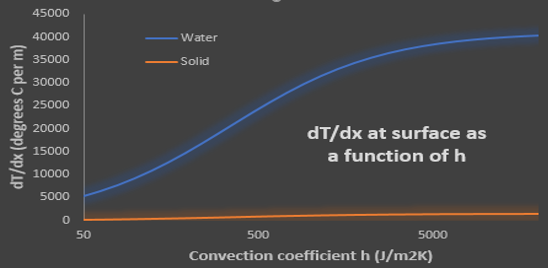 45000
40000
35000
30000
25000
20000
15000
10000
5000
0
dT/dx (degrees C per m)
Water
Solid
dT/dx at surface as
a function of h
50
500
5000
Convection coefficient h (J/m2K)